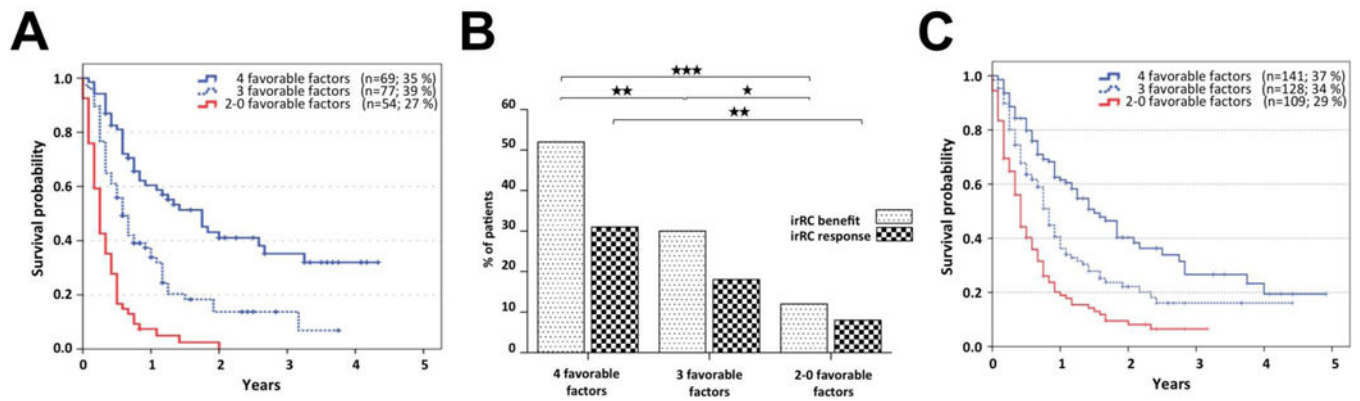 A
1.0
0.8
0.6
0.4
0.2
0.0
Survival probability
4 favorable factors (n=69; 35 %)
3 favorable factors (n=77; 39 %)
2-0 favorable factors (n=54; 27 %)
0 1 2 3 4 5
Years
B
★★★
★★ ★
★★
60
50
40
30
20
10
0
% of patients
irRC benefit
irRC response
4 favorable 3 favorable 2-0 favorable
factors factors factors
C
1.0
0.8
0.6
0.4
0.2
0.0
Survival probability
4 favorable factors (n=141; 37 %)
3 favorable factors (n=128; 34 %)
2-0 favorable factors (n=109; 29 %)
0 1 2 3 4 5
Years